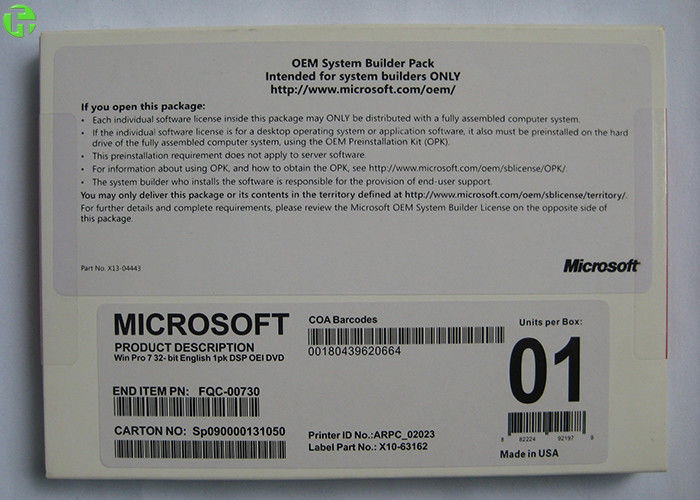 OEM System Builder Pack
Intended for system builders ONLY
http://www.microsoft.com/oem/
If you open this package:
• Each individual software license inside this package may ONLY be distributed with a fully assembled computer system.
• If the individual software license is for a desktop operating system or application software, it also must be preinstalled on the hard
drive of the fully assembled computer system, using the OEM Preinstallation Kit (OPK).
• This preinstallation requirement does not apply to server software.
• For information about using OPK, and how to obtain the OPK, see http://www.microsoft.com/oem/sblicense/OPK/.
• The system builder who installs the software is responsible for the provision of end-user support.
You may only deliver this package or its contents in the territory defined at http://www.microsoft.com/oem/sblicense/territory/.
For further details and complete requirements, please review the Microsoft OEM System Builder License on the opposite side of
this package.
Part No. X13-04443
Microsoft
MICROSOFT
PRODUCT DESCRIPTION
Win Pro 7 32- bit English 1pk DSP OEI DVD
END ITEM PN: FQC-00730
CARTON NO: Sp090000131050
COA Barcodes
00180439620664
Printer ID No.:ARPC_02023
Label Part No.: X10-63162
Units per Box:
01
8 82224 92197 9
Made in USA